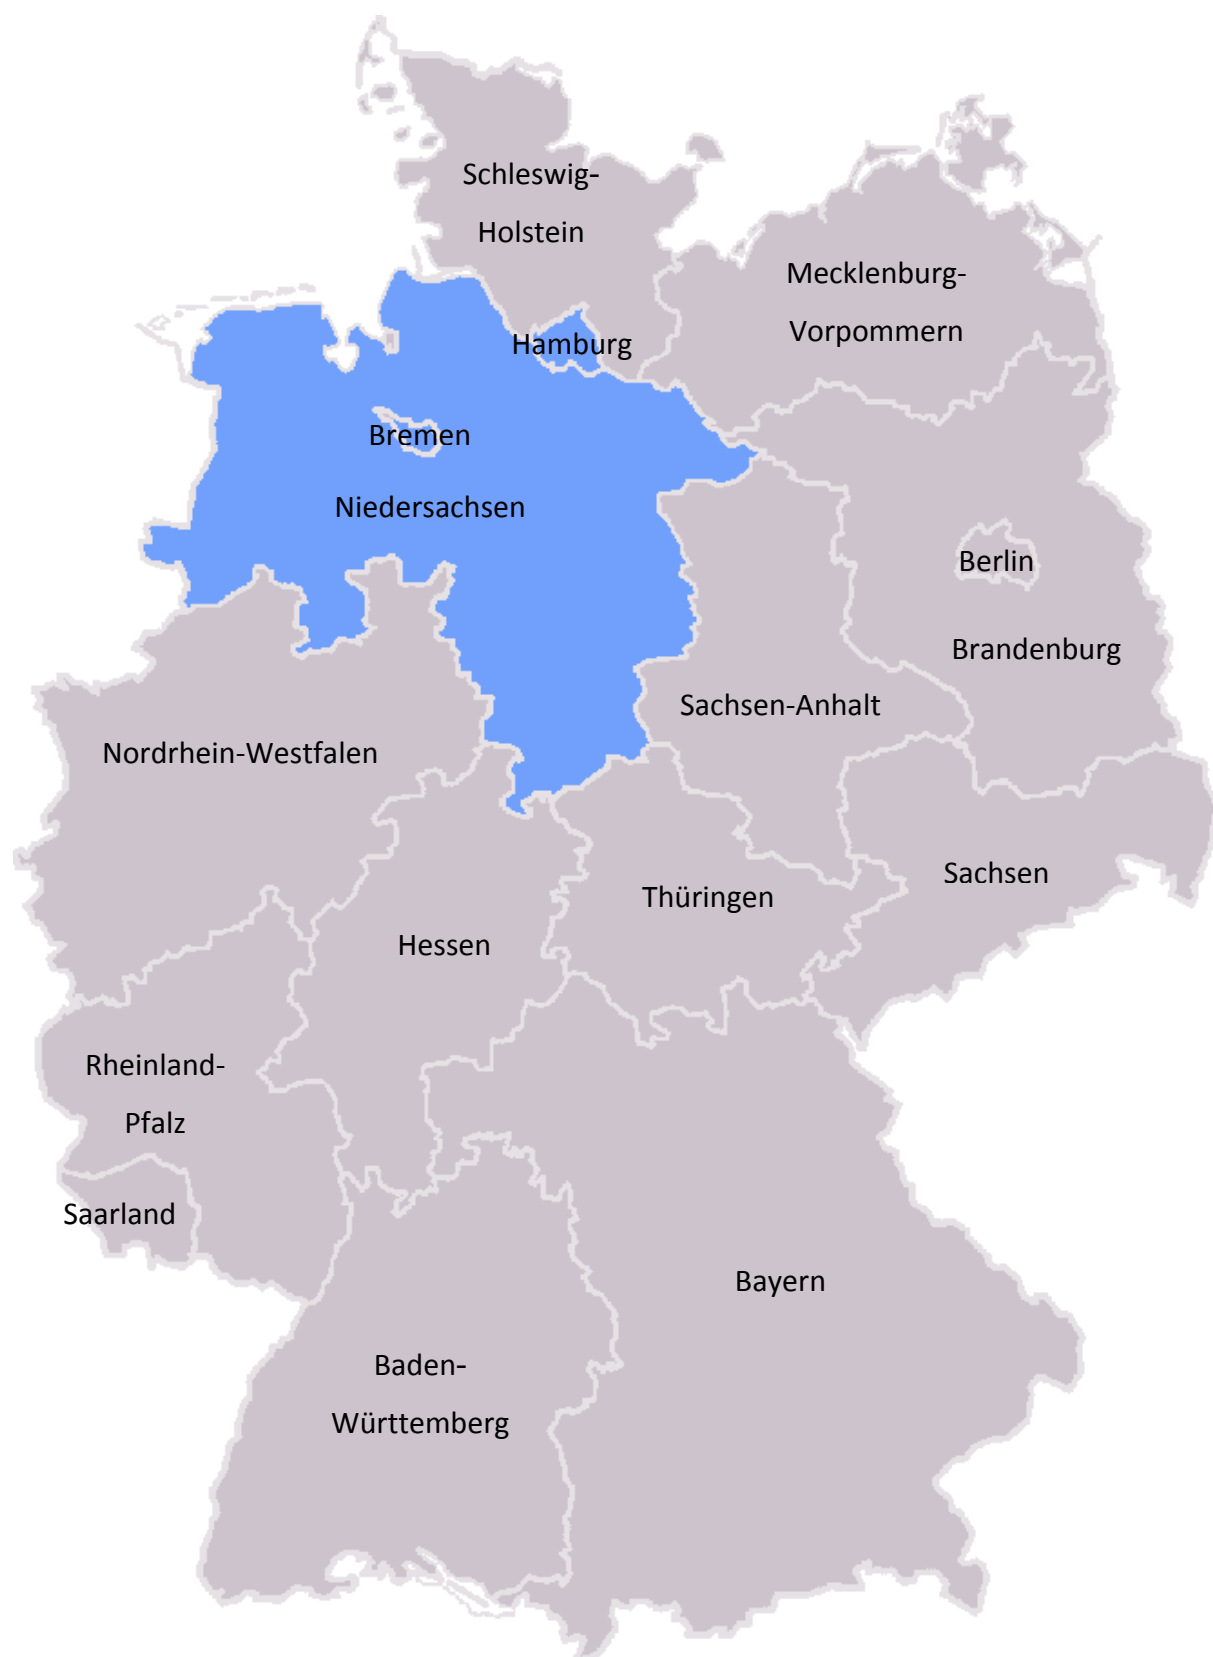 Schleswig-
Holstein
Mecklenburg-
Vorpommern
Hamburg
Bremen
Niedersachsen
Berlin
Brandenburg
Sachsen-Anhalt
Nordrhein-Westfalen
Sachsen
Thüringen
Hessen
Rheinland-
Pfalz
Saarland
Bayern
Baden-
Württemberg